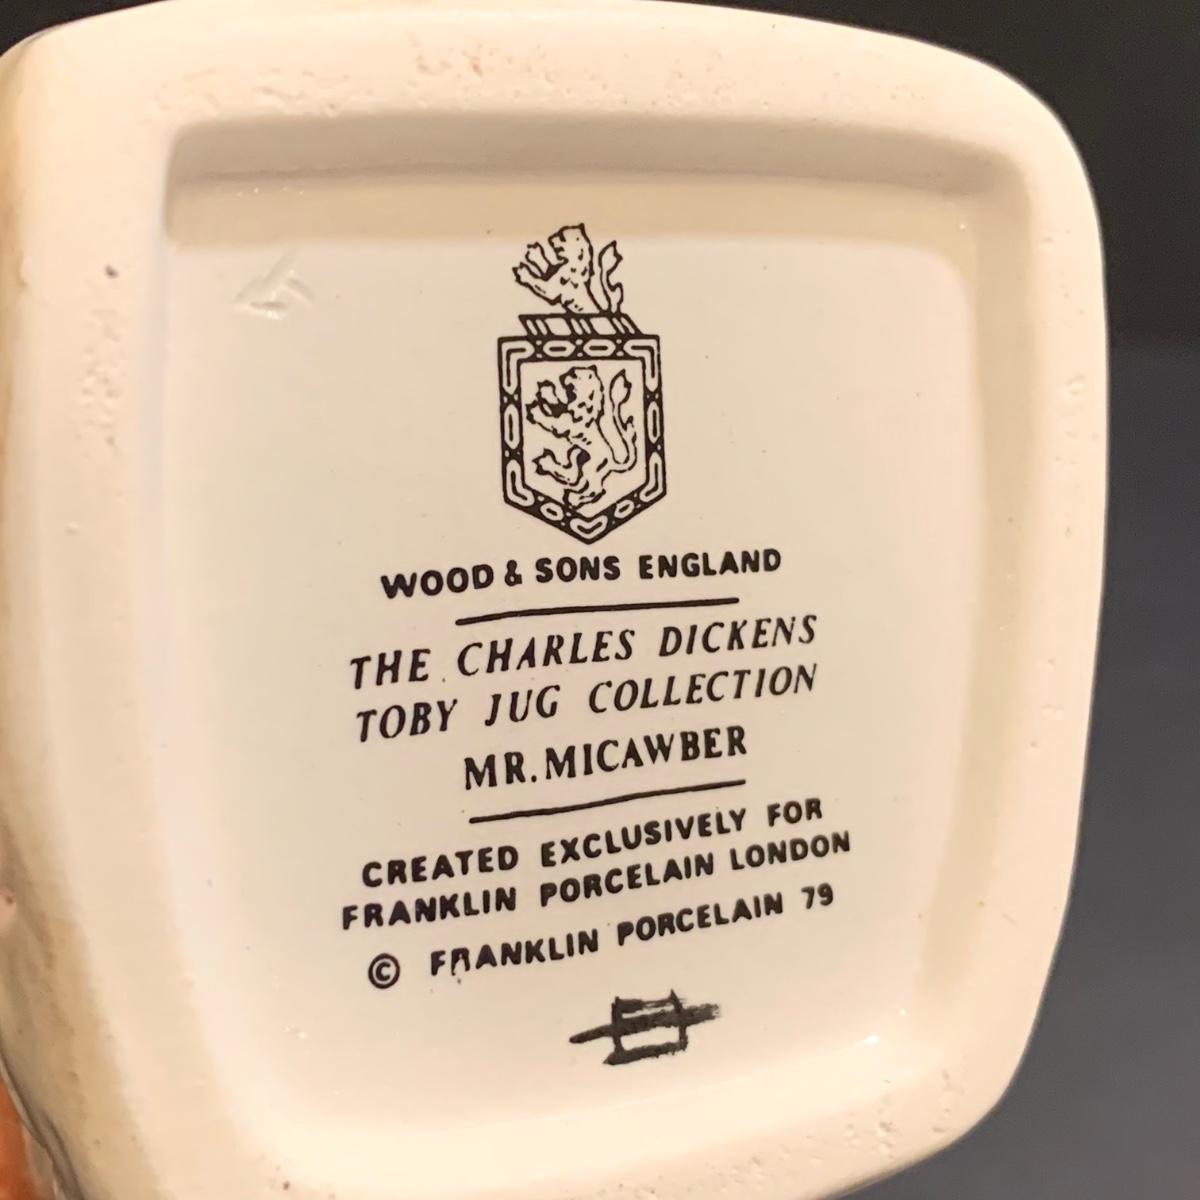 WOOD & SONS ENGLAND
THE CHARLES DICKENS
TOBY JUG COLLECTION
MR. MICAWBER
CREATED EXCLUSIVELY FOR
FRANKLIN PORCELAIN LONDON
© FRANKLIN PORCELAIN 79